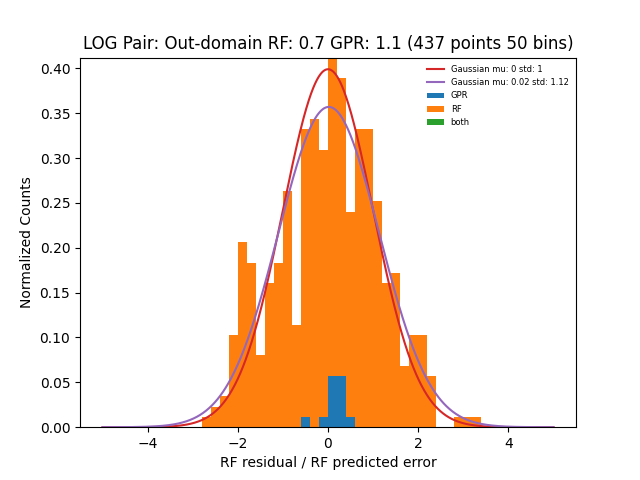 LOG Pair: Out-domain RF: 0.7 GPR: 1.1 (437 points 50 bins)
Gaussian mu: 0 std: 1
Gaussian mu: 0.02 std: 1.12
GPR
RF
both
Normalized Counts
0.40
0.35
0.30
0.25
0.20
0.15
0.10
0.05
0.00
−4 −2 0 2 4
RF residual / RF predicted error